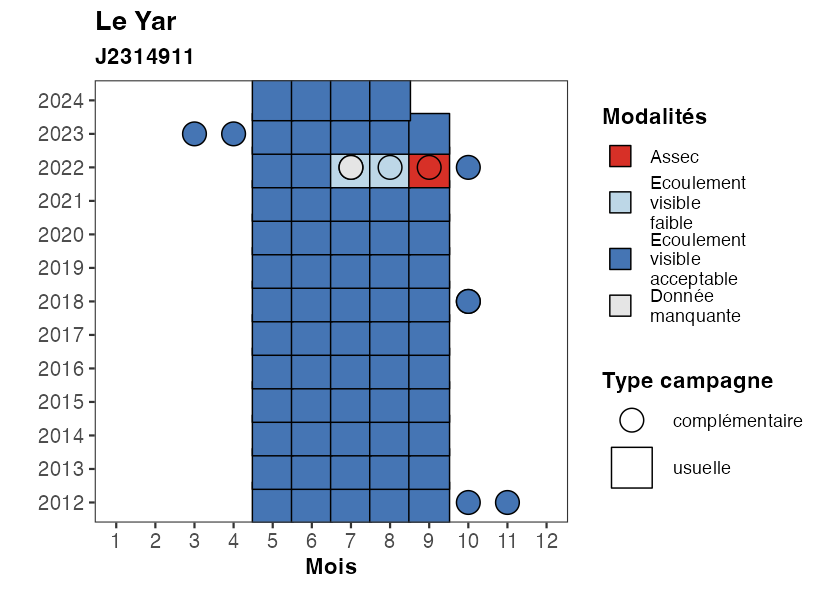 Le Yar
J2314911
2024
2023
2022
2021
2020
2019
2018
2017
2016
2015
2014
2013
2012
1 2 3 4 5 6 7 8 9 10 11 12
Mois
Modalités
Assec
Ecoulement
visible
faible
Ecoulement
visible
acceptable
Donnée
manquante
Type campagne
complémentaire
usuelle